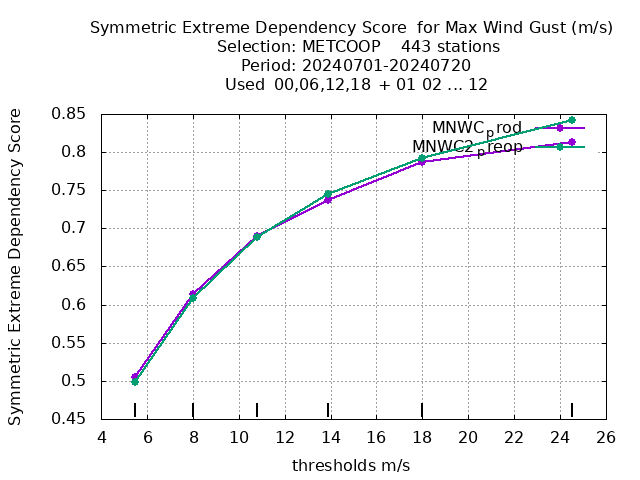 Symmetric Extreme Dependency Score  for Max Wind Gust (m/s)
Selection: METCOOP    443 stations
Period: 20240701-20240720
Used  00,06,12,18 + 01 02 ... 12
Symmetric Extreme Dependency Score
0.85
0.8
0.75
0.7
0.65
0.6
0.55
0.5
0.45
MNWCprod
MNWC2preop
4 6 8 10 12 14 16 18 20 22 24 26
thresholds m/s